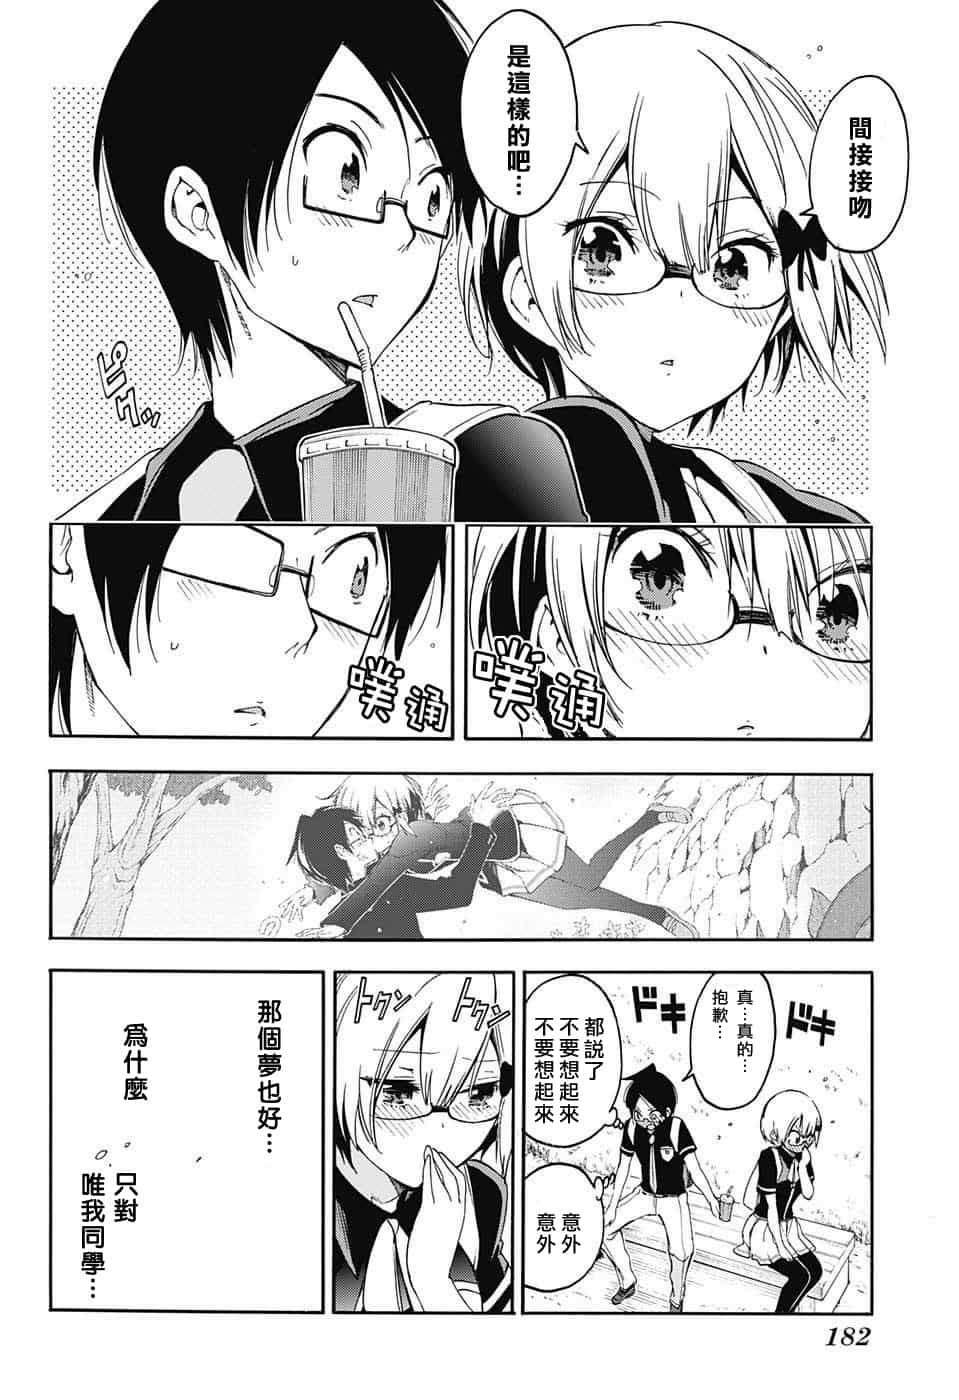 間接接吻
是這樣的吧…
ピクッ
噗通
噗通
真…真的…
抱歉…
ドキ
ドキ
都説了
不要想起來
不要想起來
意外
意外
トクン
トクン
那個夢也好…
爲什麼
只對
唯我同學…
182